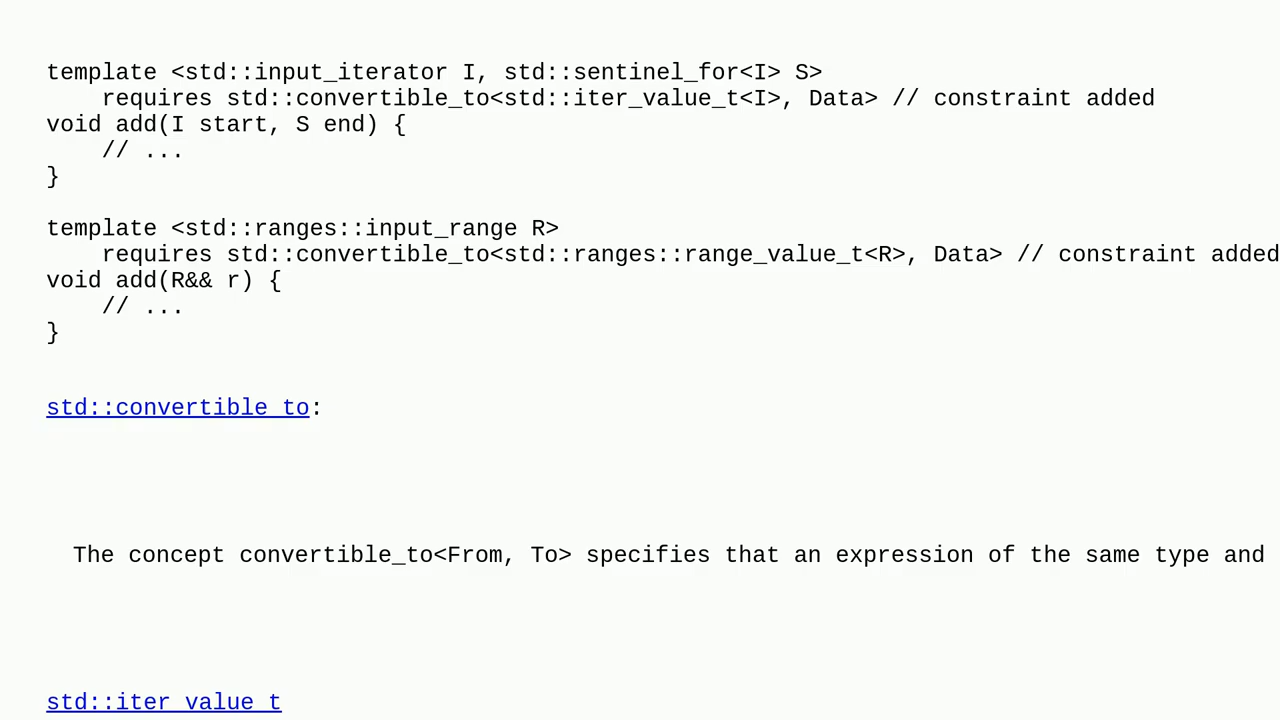 template <std::input_iterator I, std::sentinel_for<I> S>
    requires std::convertible_to<std::iter_value_t<I>, Data> // constraint added
void add(I start, S end) {
    // ...
}
template <std::ranges::input_range R>
    requires std::convertible_to<std::ranges::range_value_t<R>, Data> // constraint added
void add(R&& r) {
    // ...
}
std::convertible_to:
The concept convertible_to<From, To> specifies that an expression of the same type and
std::iter_value_t